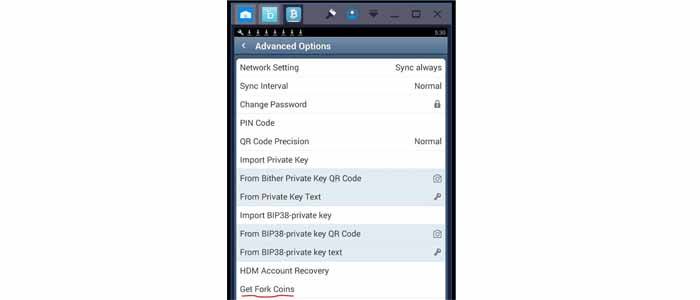 5:30
Advanced Options
Network Setting Sync always
Sync Interval Normal
Change Password
PIN Code
QR Code Precision Normal
Import Private Key
From Bither Private Key QR Code
From Private Key Text
Import BIP38-private key
From BIP38-private key QR Code
From BIP38-private key text
HDM Account Recovery
Get Fork Coins